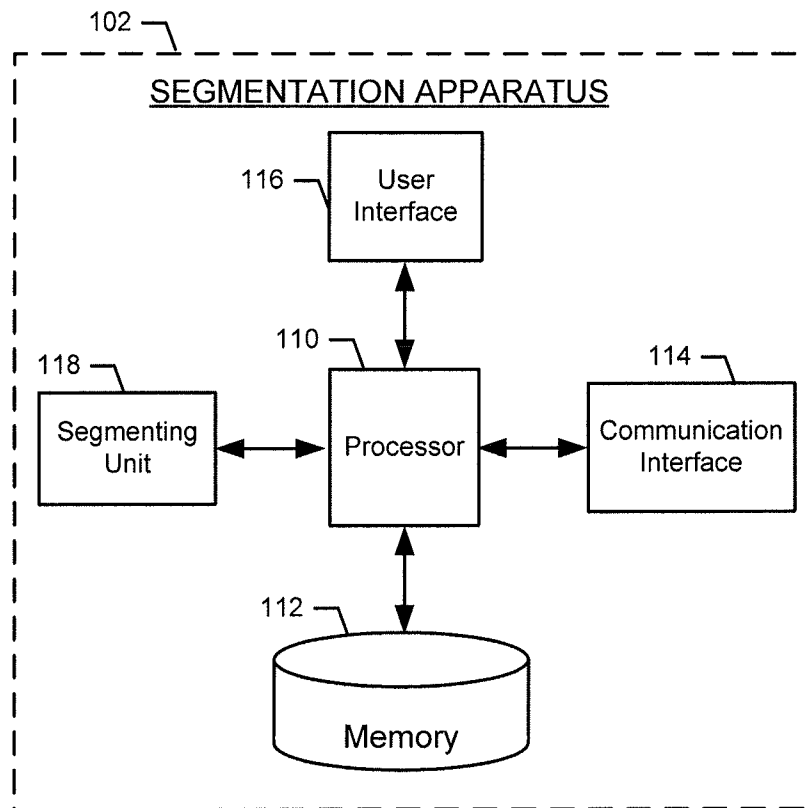 102
SEGMENTATION APPARATUS
116
User
Interface
110
118
114
Segmenting
Unit
Processor
Communication
Interface
112
Memory